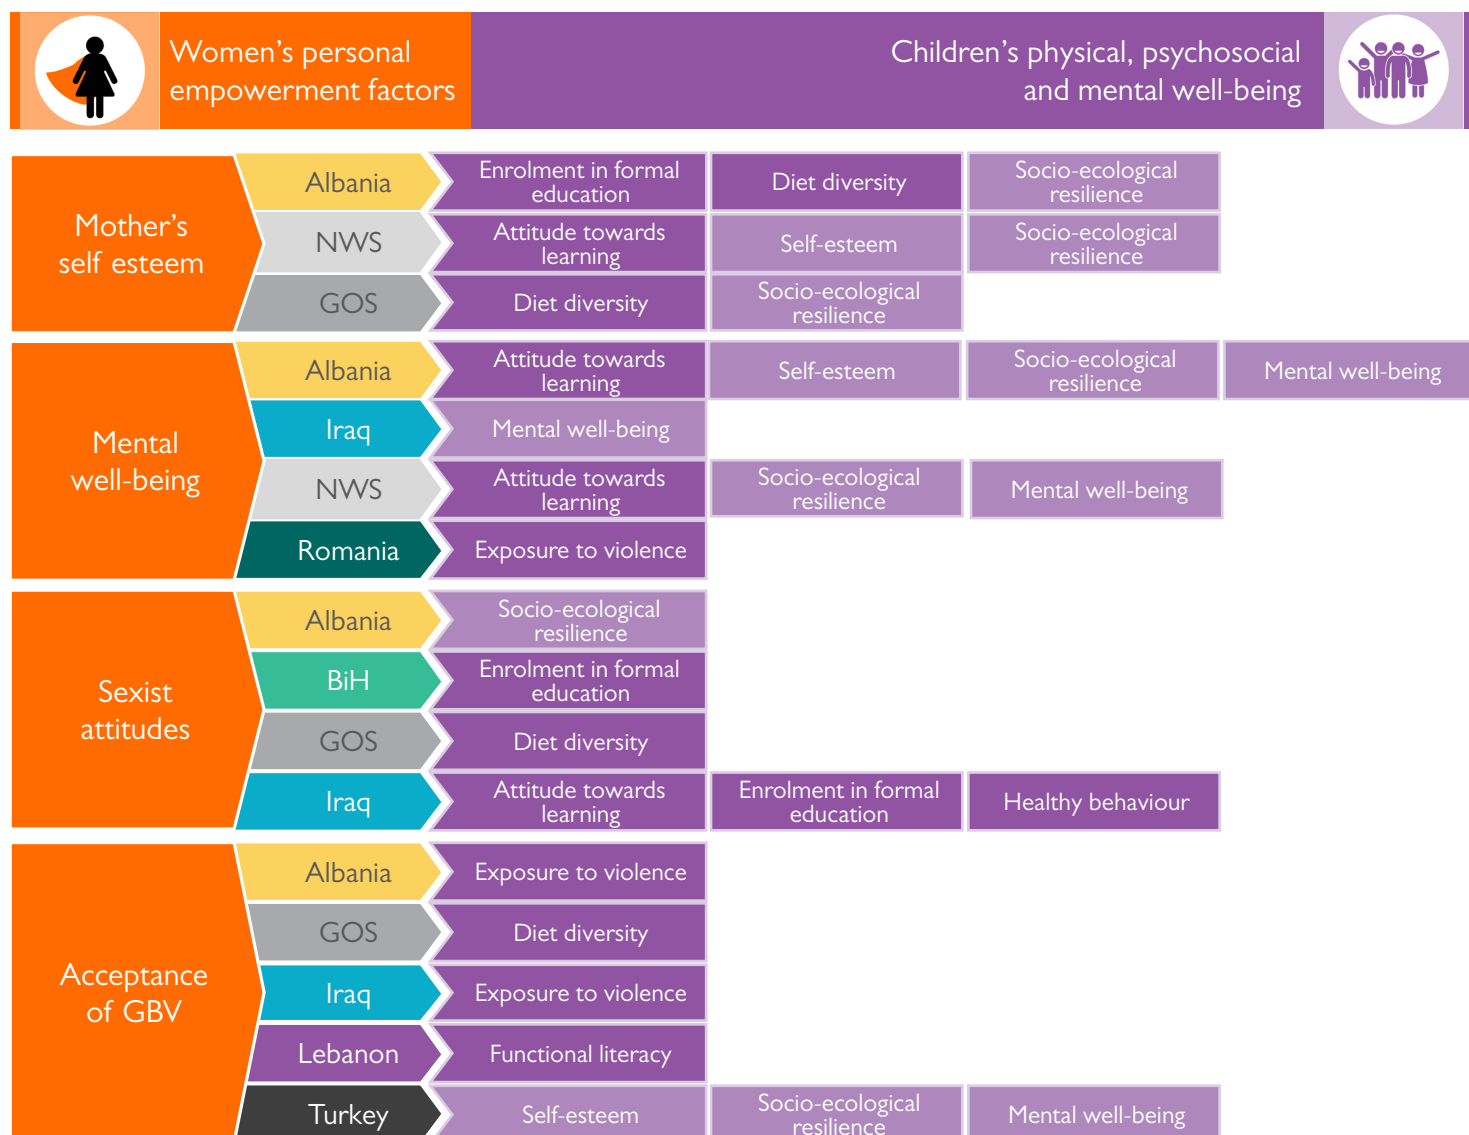 Women's personal
empowerment factors
Children's physical, psychosocial
and mental well-being
Mother's
self esteem
Albania
Enrolment in formal
education
Diet diversity
Socio-ecological
resilience
NWS
Attitude towards
learning
Self-esteem
Socio-ecological
resilience
GOS
Diet diversity
Socio-ecological
resilience
Mental
well-being
Albania
Attitude towards
learning
Self-esteem
Socio-ecological
resilience
Mental well-being
Iraq
Mental well-being
NWS
Attitude towards
learning
Socio-ecological
resilience
Mental well-being
Romania
Exposure to violence
Sexist
attitudes
Albania
Socio-ecological
resilience
BiH
Enrolment in formal
education
GOS
Diet diversity
Iraq
Attitude towards
learning
Enrolment in formal
education
Healthy behaviour
Acceptance
of GBV
Albania
Exposure to violence
GOS
Diet diversity
Iraq
Exposure to violence
Lebanon
Functional literacy
Turkey
Self-esteem
Socio-ecological
resilience
Mental well-being